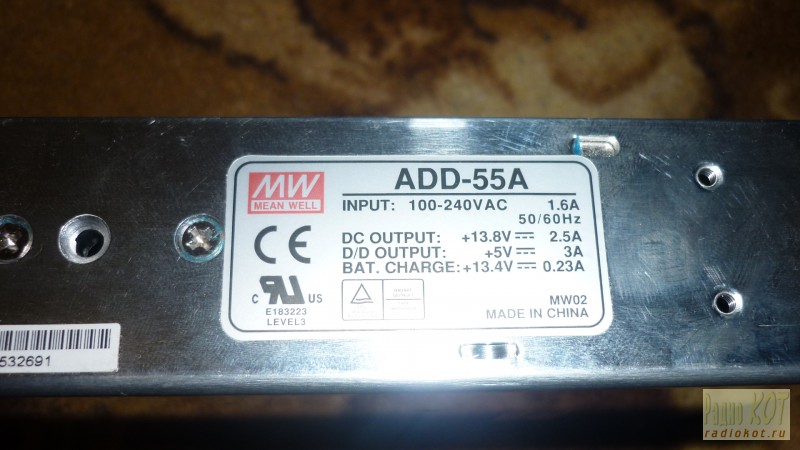 MW
MEAN WELL
ADD-55A
INPUT: 100-240VAC 1.6A
50/60Hz
DC OUTPUT: +13.8V 2.5A
D/D OUTPUT: +5V 3A
BAT. CHARGE: +13.4V 0.23A
CE
C US
E183223
LEVEL3
MW02
MADE IN CHINA
532691
Радио КОТ
radiokot.ru